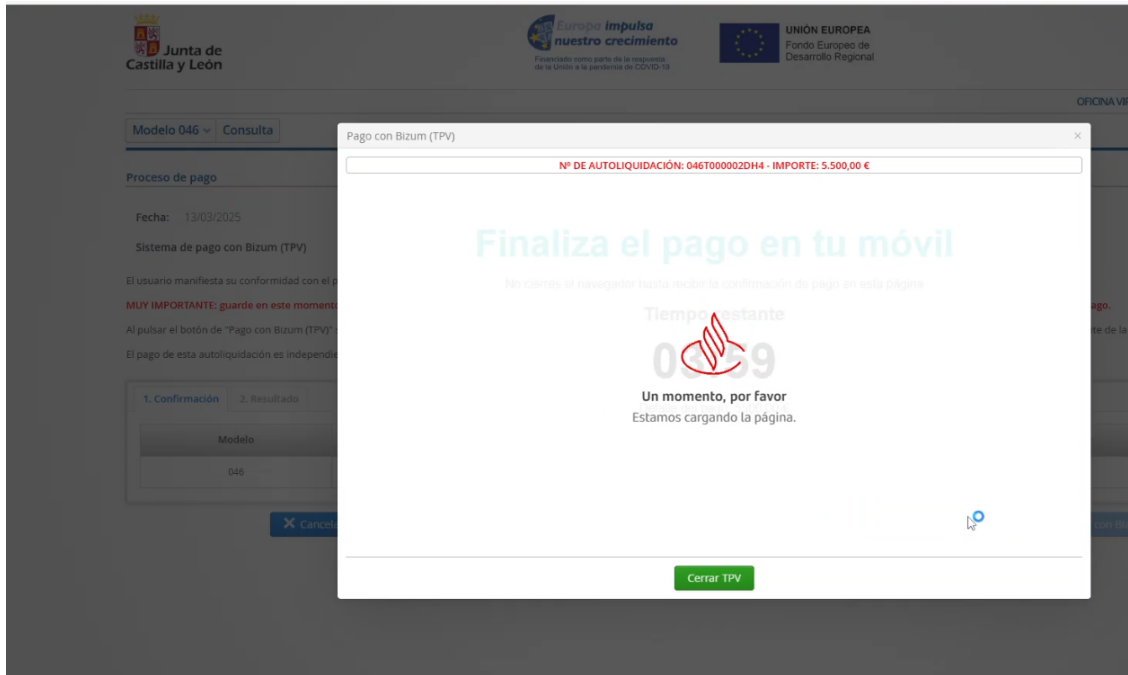 Junta de
Castilla y León
Europa impulsa
nuestro crecimiento
Financiado como parte de la respuesta
de la Unión a la pandemia de COVID-19
UNIÓN EUROPEA
Fondo Europeo de
Desarrollo Regional
OFICINA
Modelo 046 Consulta
Pago con Bizum (TPV)
Nº DE AUTOLIQUIDACIÓN: 046T000002DH4 - IMPORTE: 5.500,00 €
Proceso de pago
Fecha: 13/03/2025
Sistema de pago con Bizum (TPV)
Finaliza el pago en tu móvil
El usuario manifiesta su conformidad con el
No cierres el navegador hasta recibir la confirmación de pago en esta página
MUY IMPORTANTE: guarde en este momento
ago.
Tiempo restante
Al pulsar el botón de "Pago con Bizum (TPV)"
te de la
03:59
El pago de esta autoliquidación es
Un momento, por favor
Estamos cargando la página.
1. Confirmación 2. Resultado
Modelo
046
Cancela
con
Cerrar TPV